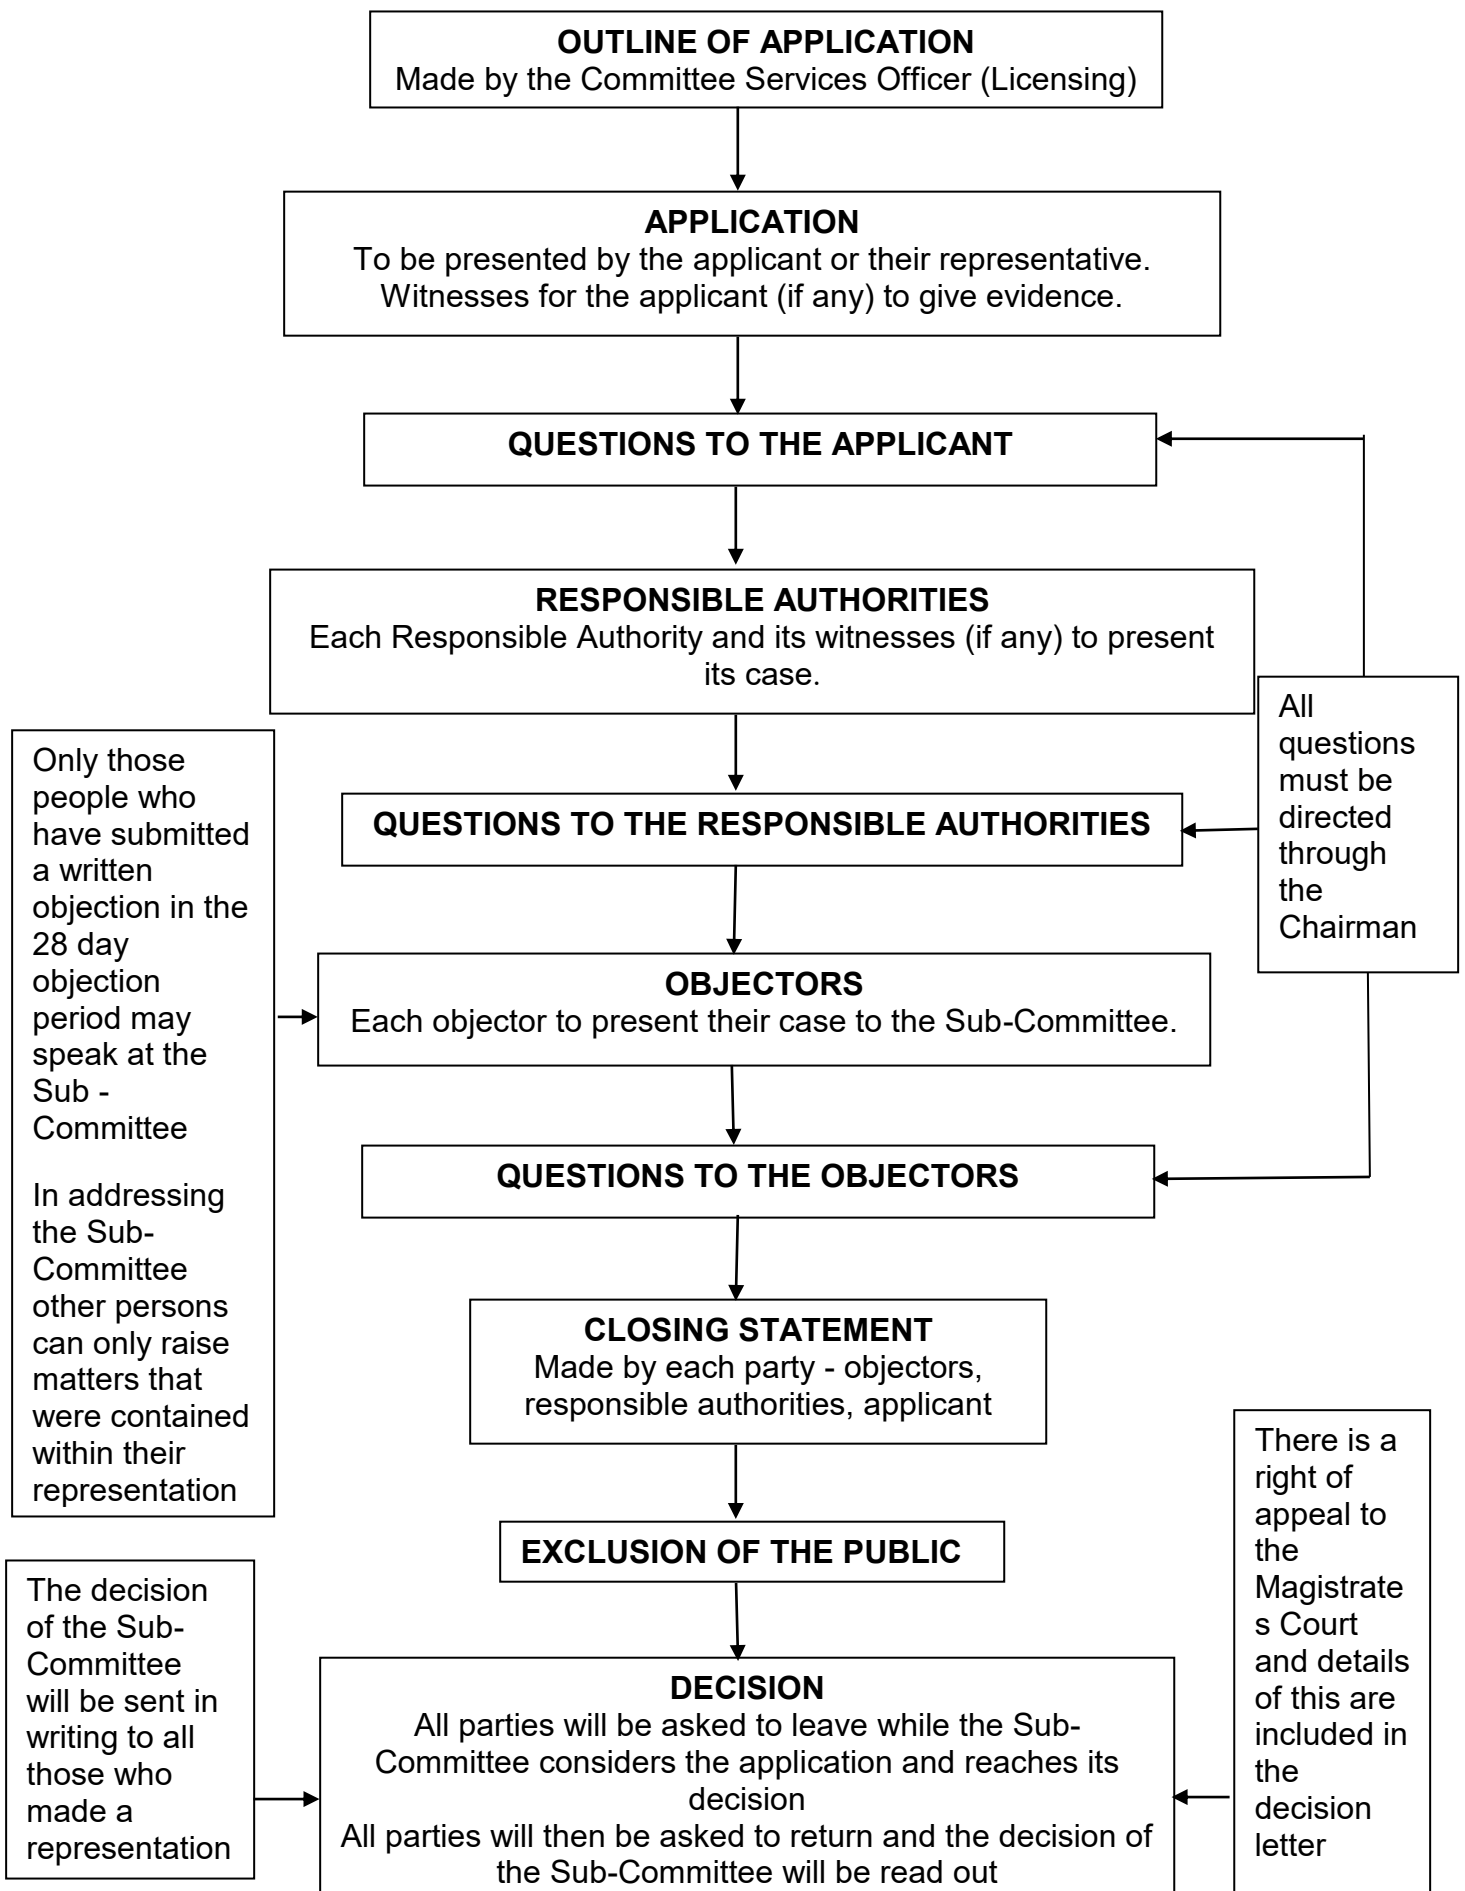 OUTLINE OF APPLICATION
Made by the Committee Services Officer (Licensing)
APPLICATION
To be presented by the applicant or their representative.
Witnesses for the applicant (if any) to give evidence.
QUESTIONS TO THE APPLICANT
RESPONSIBLE AUTHORITIES
Each Responsible Authority and its witnesses (if any) to present
its case.
All
questions
must be
directed
through
the
Chairman
Only those
people who
have submitted
a written
objection in the
28 day
objection
period may
speak at the
Sub -
Committee
In addressing
the Sub-
Committee
other persons
can only raise
matters that
were contained
within their
representation
QUESTIONS TO THE RESPONSIBLE AUTHORITIES
OBJECTORS
Each objector to present their case to the Sub-Committee.
QUESTIONS TO THE OBJECTORS
CLOSING STATEMENT
Made by each party - objectors,
responsible authorities, applicant
EXCLUSION OF THE PUBLIC
There is a
right of
appeal to
the
Magistrate
s Court
and details
of this are
included in
the
decision
letter
The decision
of the Sub-
Committee
will be sent in
writing to all
those who
made a
representation
DECISION
All parties will be asked to leave while the Sub-
Committee considers the application and reaches its
decision
All parties will then be asked to return and the decision of
the Sub-Committee will be read out